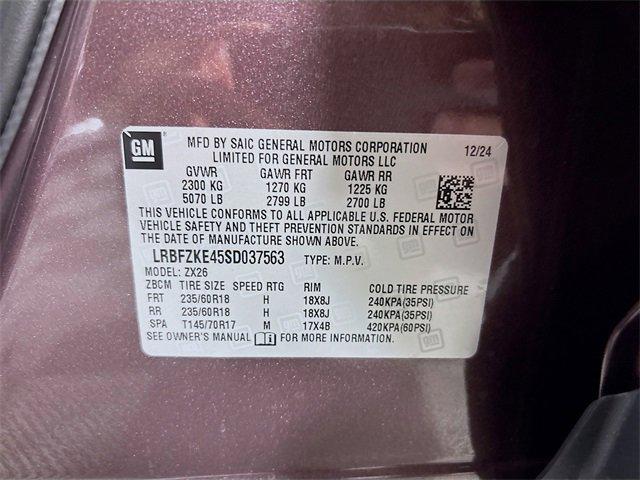 GM
MFD BY SAIC GENERAL MOTORS CORPORATION 12/24
LIMITED FOR GENERAL MOTORS LLC
GVWR GAWR FRT GAWR RR
2300 KG 1270 KG 1225 KG
5070 LB 2799 LB 2700 LB
THIS VEHICLE CONFORMS TO ALL APPLICABLE U.S. FEDERAL MOTOR
VEHICLE SAFETY AND THEFT PREVENTION STANDARDS IN EFFECT ON
THE DATE OF MANUFACTURE SHOWN ABOVE.
LRBFZKE45SD037563 TYPE: M.P.V.
MODEL: ZX26
ZBCM TIRE SIZE SPEED RTG RIM COLD TIRE PRESSURE
FRT 235/60R18 H 18X8J 240KPA(35PSI)
RR 235/60R18 H 18X8J 240KPA(35PSI)
SPA T145/70R17 M 17X4B 420KPA(60PSI)
SEE OWNER'S MANUAL i FOR MORE INFORMATION.